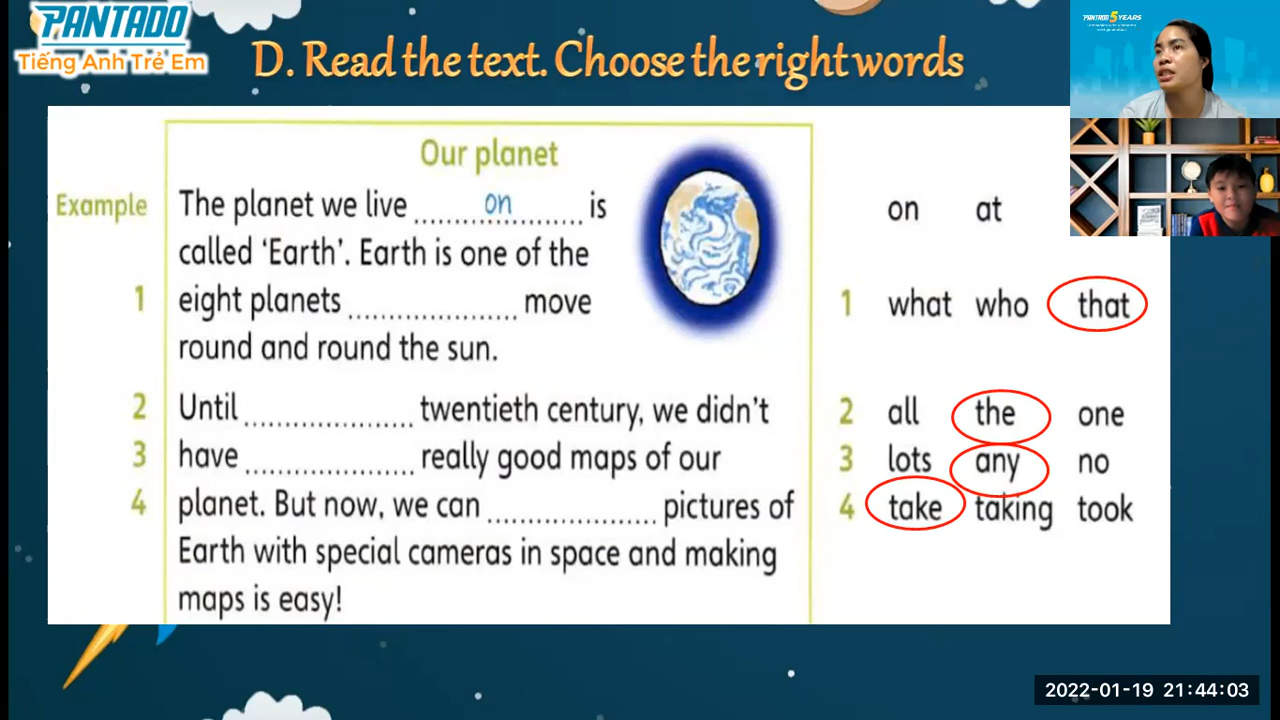 PANTADO
Tiếng Anh Trẻ Em
D. Read the text. Choose the right words
PANTADO 5 YEARS
Our planet
Example The planet we live on is
called ‘Earth’. Earth is one of the
1 eight planets .................... move
round and round the sun.
2 Until .................... twentieth century, we didn’t
3 have .................... really good maps of our
4 planet. But now, we can .................... pictures of
Earth with special cameras in space and making
maps is easy!
on at
1 what who that
2 all the one
3 lots any no
4 take taking took
2022-01-19 21:44:03